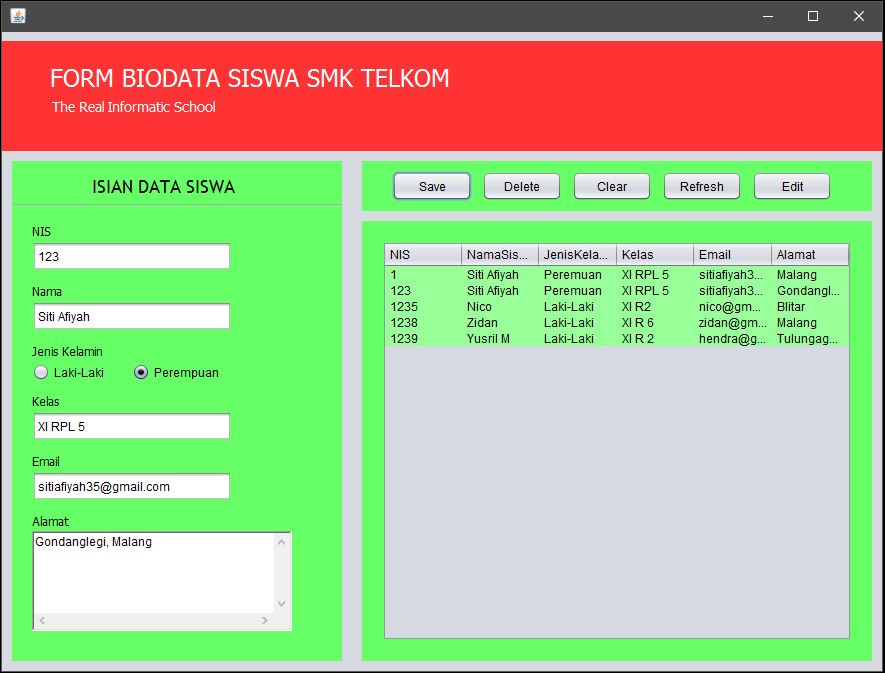 FORM BIODATA SISWA SMK TELKOM
The Real Informatic School
ISIAN DATA SISWA
NIS
123
Nama
Siti Afiyah
Jenis Kelamin
Laki-Laki Perempuan
Kelas
XI RPL 5
Email
sitiafiyah35@gmail.com
Alamat
Gondanglegi, Malang
Save Delete Clear Refresh Edit
NIS NamaSis... JenisKela... Kelas Email Alamat
1 Siti Afiyah Peremuan XI RPL 5 sitiafiyah3... Malang
123 Siti Afiyah Peremuan XI RPL 5 sitiafiyah3... Gondangl...
1235 Nico Laki-Laki XI R2 nico@gm... Blitar
1238 Zidan Laki-Laki XI R 6 zidan@gm... Malang
1239 Yusril M Laki-Laki XI R 2 hendra@g... Tulungag...